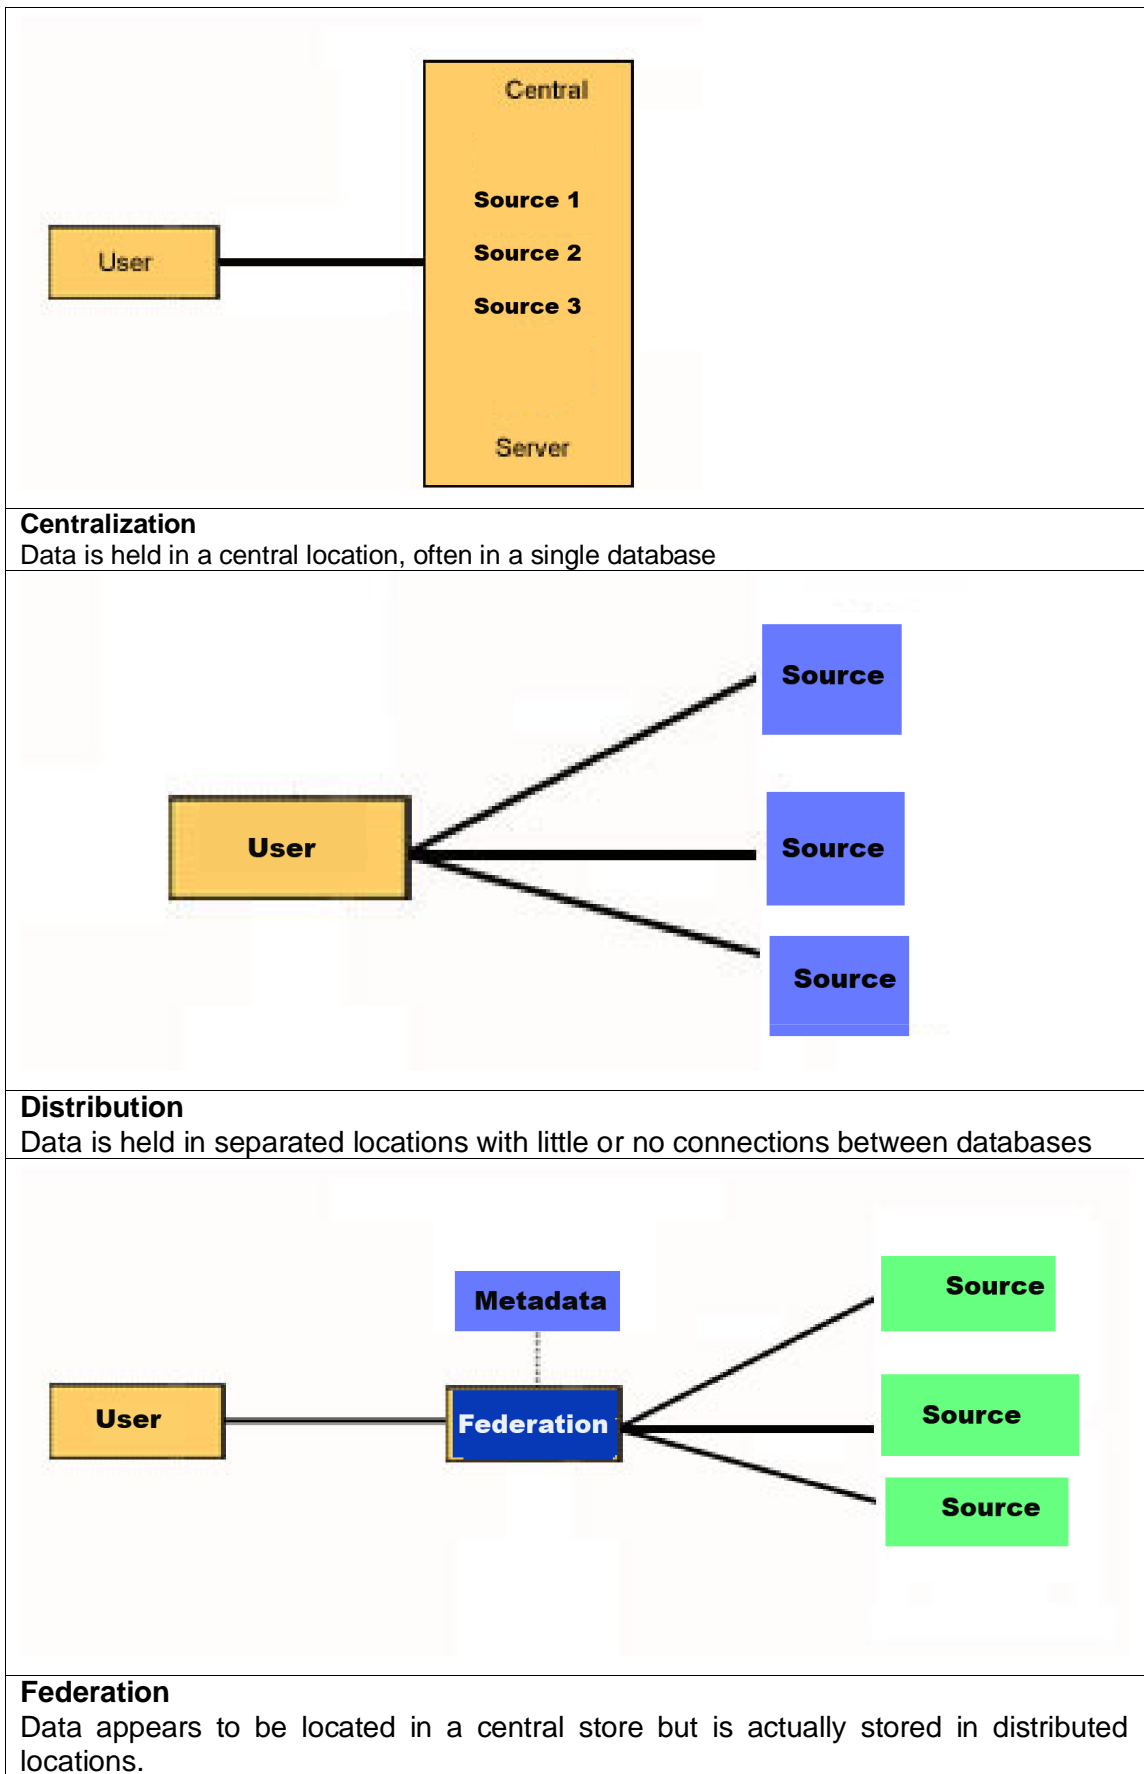 Central
Source 1
User
Source 2
Source 3
Server
Centralization
Data is held in a central location, often in a single database
Source
User
Source
Source
Distribution
Data is held in separated locations with little or no connections between databases
Source
Metadata
User
Federation
Source
Source
Federation
Data appears to be located in a central store but is actually stored in distributed
locations.